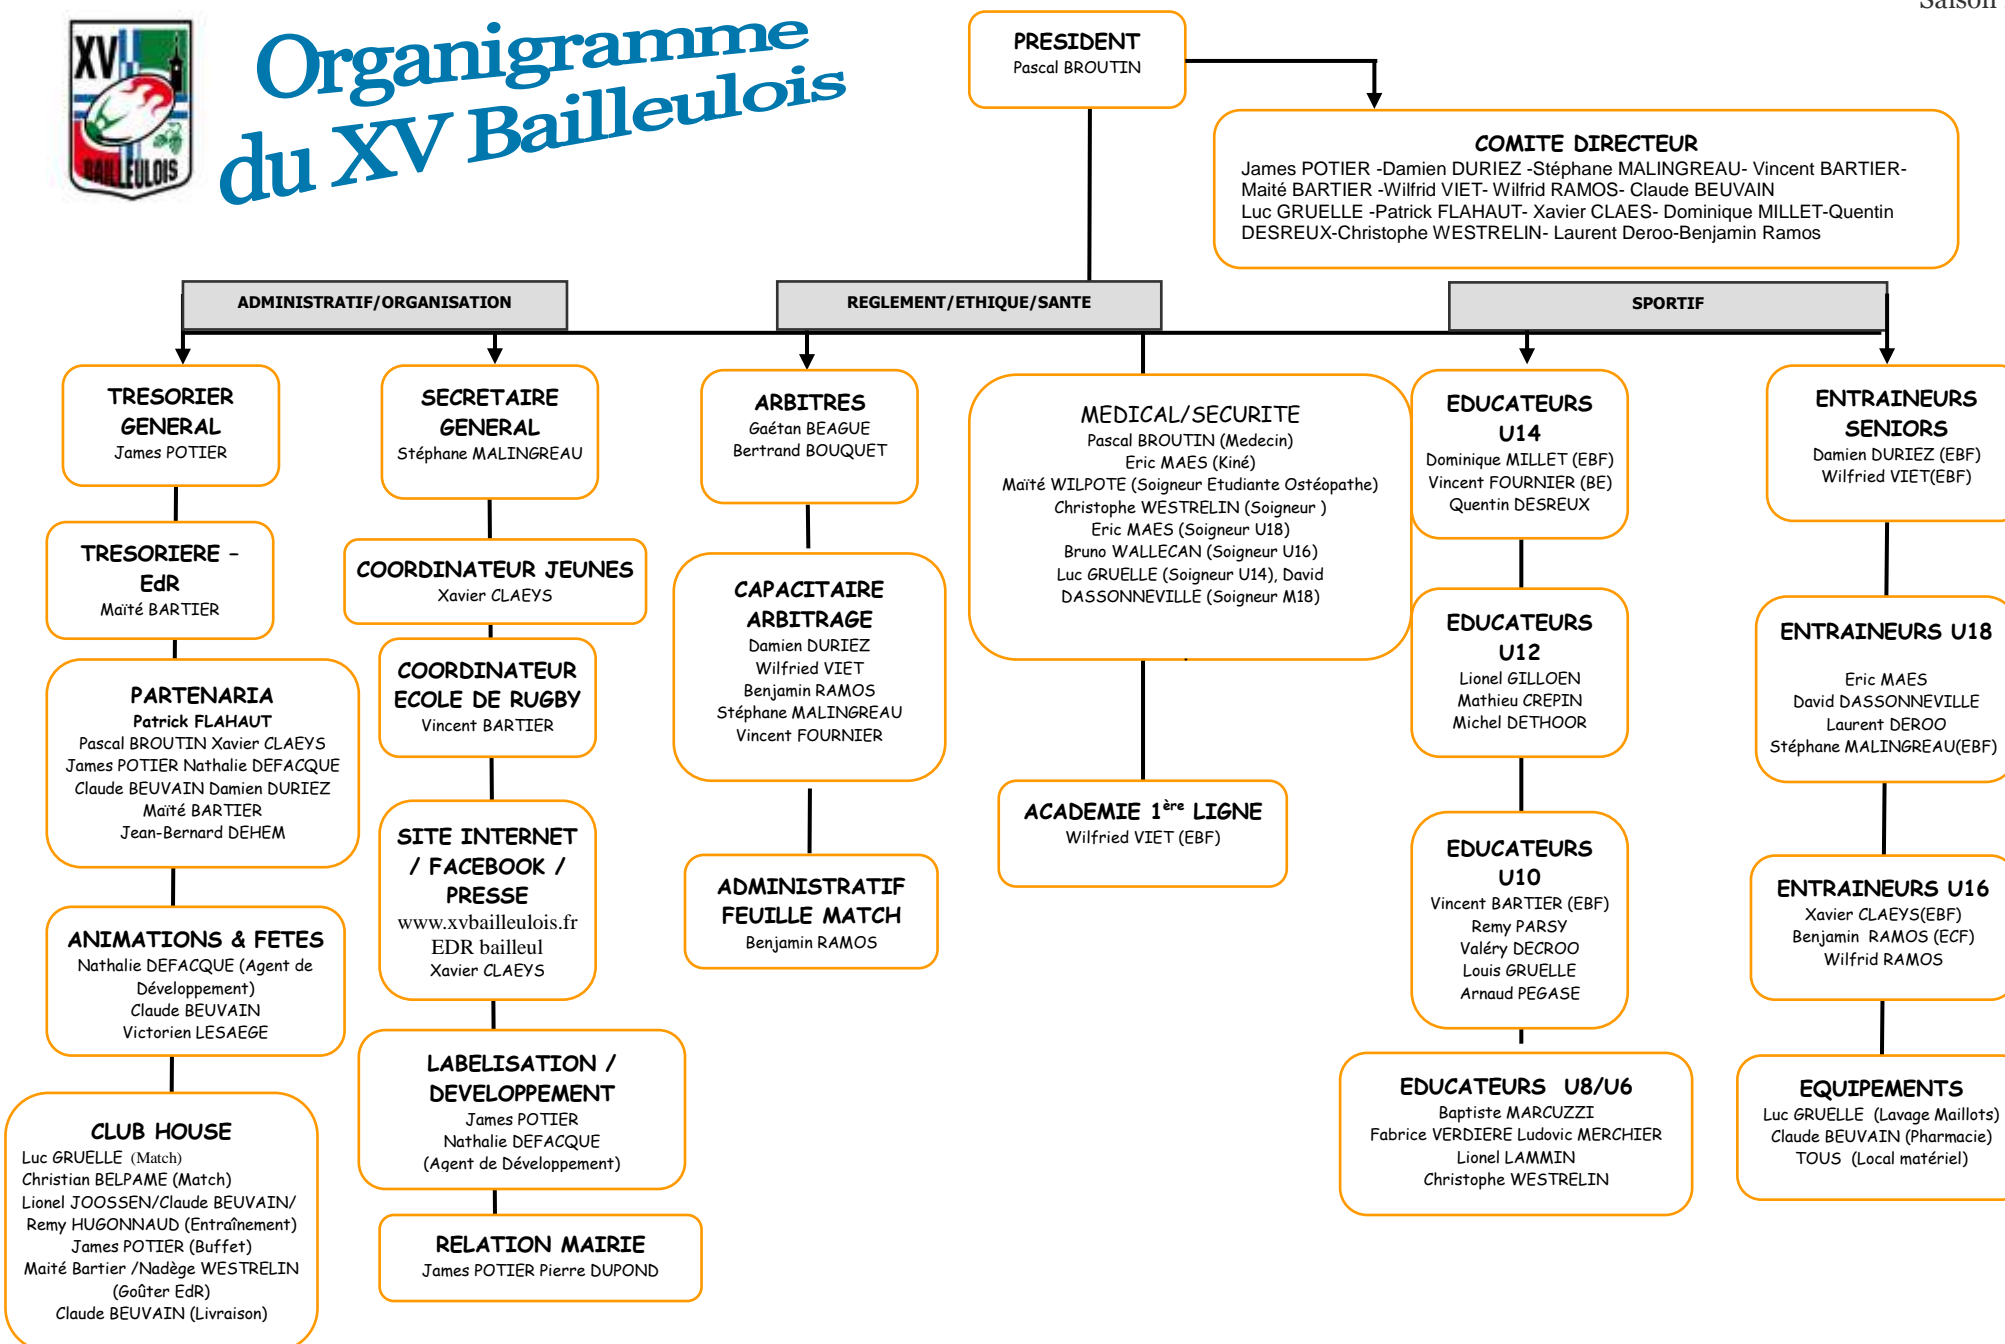 Saison
XV
BAILLEULOIS
Organigramme
du XV Bailleulois
PRESIDENT
Pascal BROUTIN
COMITE DIRECTEUR
James POTIER -Damien DURIEZ -Stéphane MALINGREAU- Vincent BARTIER-
Maité BARTIER -Wilfrid VIET- Wilfrid RAMOS- Claude BEUVAIN
Luc GRUELLE -Patrick FLAHAUT- Xavier CLAES- Dominique MILLET-Quentin
DESREUX-Christophe WESTRELIN- Laurent Deroo-Benjamin Ramos
ADMINISTRATIF/ORGANISATION
REGLEMENT/ETHIQUE/SANTE
SPORTIF
TRESORIER
GENERAL
James POTIER
TRESORIERE –
EdR
Maïté BARTIER
PARTENARIA
Patrick FLAHAUT
Pascal BROUTIN Xavier CLAEYS
James POTIER Nathalie DEFACQUE
Claude BEUVAIN Damien DURIEZ
Maïté BARTIER
Jean-Bernard DEHEM
ANIMATIONS & FETES
Nathalie DEFACQUE (Agent de
Développement)
Claude BEUVAIN
Victorien LESAEGE
CLUB HOUSE
Luc GRUELLE (Match)
Christian BELPAME (Match)
Lionel JOOSSEN/Claude BEUVAIN/
Remy HUGONNAUD (Entraînement)
James POTIER (Buffet)
Maité Bartier /Nadège WESTRELIN
(Goûter EdR)
Claude BEUVAIN (Livraison)
SECRETAIRE
GENERAL
Stéphane MALINGREAU
COORDINATEUR JEUNES
Xavier CLAEYS
COORDINATEUR
ECOLE DE RUGBY
Vincent BARTIER
SITE INTERNET
/ FACEBOOK /
PRESSE
www.xvbailleulois.fr
EDR bailleul
Xavier CLAEYS
LABELISATION /
DEVELOPPEMENT
James POTIER
Nathalie DEFACQUE
(Agent de Développement)
RELATION MAIRIE
James POTIER Pierre DUPOND
ARBITRES
Gaétan BEAGUE
Bertrand BOUQUET
CAPACITAIRE
ARBITRAGE
Damien DURIEZ
Wilfried VIET
Benjamin RAMOS
Stéphane MALINGREAU
Vincent FOURNIER
ADMINISTRATIF
FEUILLE MATCH
Benjamin RAMOS
MEDICAL/SECURITE
Pascal BROUTIN (Medecin)
Eric MAES (Kiné)
Maïté WILPOTE (Soigneur Etudiante Ostéopathe)
Christophe WESTRELIN (Soigneur )
Eric MAES (Soigneur U18)
Bruno WALLECAN (Soigneur U16)
Luc GRUELLE (Soigneur U14), David
DASSONNEVILLE (Soigneur M18)
ACADEMIE 1ère LIGNE
Wilfried VIET (EBF)
EDUCATEURS
U14
Dominique MILLET (EBF)
Vincent FOURNIER (BE)
Quentin DESREUX
EDUCATEURS
U12
Lionel GILLOEN
Mathieu CREPIN
Michel DETHOOR
EDUCATEURS
U10
Vincent BARTIER (EBF)
Remy PARSY
Valéry DECROO
Louis GRUELLE
Arnaud PEGASE
EDUCATEURS U8/U6
Baptiste MARCUZZI
Fabrice VERDIERE Ludovic MERCHIER
Lionel LAMMIN
Christophe WESTRELIN
ENTRAINEURS
SENIORS
Damien DURIEZ (EBF)
Wilfried VIET(EBF)
ENTRAINEURS U18
Eric MAES
David DASSONNEVILLE
Laurent DEROO
Stéphane MALINGREAU(EBF)
ENTRAINEURS U16
Xavier CLAEYS(EBF)
Benjamin RAMOS (ECF)
Wilfrid RAMOS
EQUIPEMENTS
Luc GRUELLE (Lavage Maillots)
Claude BEUVAIN (Pharmacie)
TOUS (Local matériel)